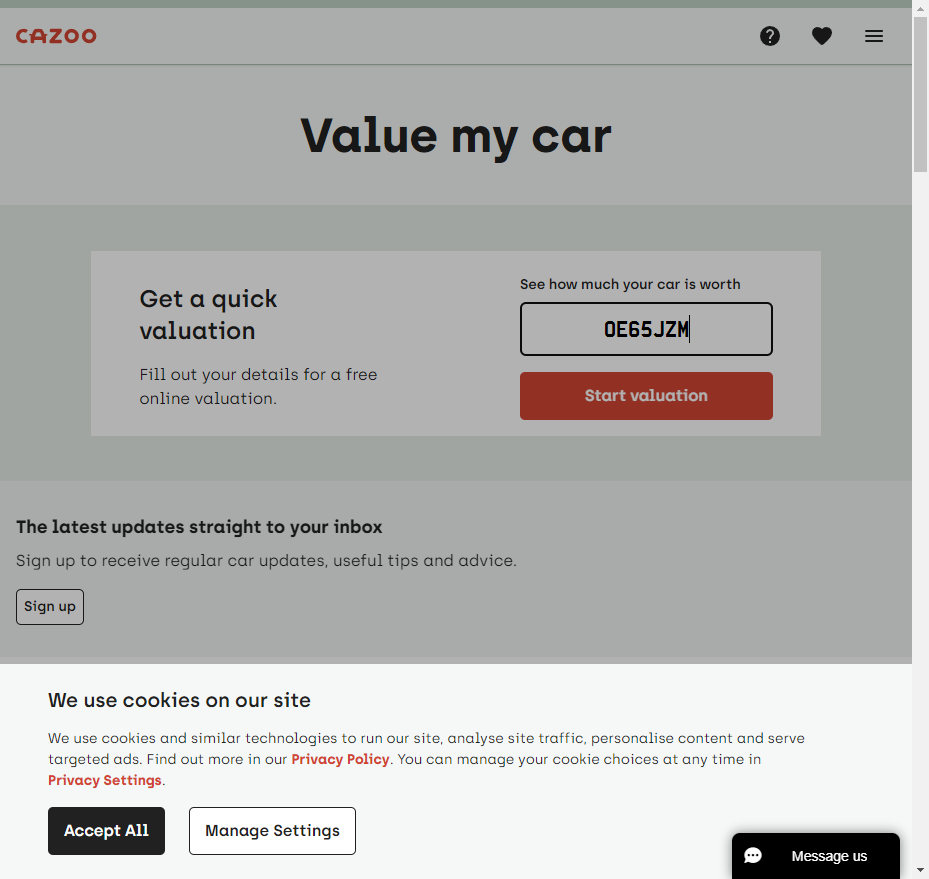 CAZOO
Value my car
Get a quick
valuation
Fill out your details for a free
online valuation.
See how much your car is worth
OE65JZM
Start valuation
The latest updates straight to your inbox
Sign up to receive regular car updates, useful tips and advice.
Sign up
We use cookies on our site
We use cookies and similar technologies to run our site, analyse site traffic, personalise content and serve
targeted ads. Find out more in our Privacy Policy. You can manage your cookie choices at any time in
Privacy Settings.
Accept All
Manage Settings
Message us